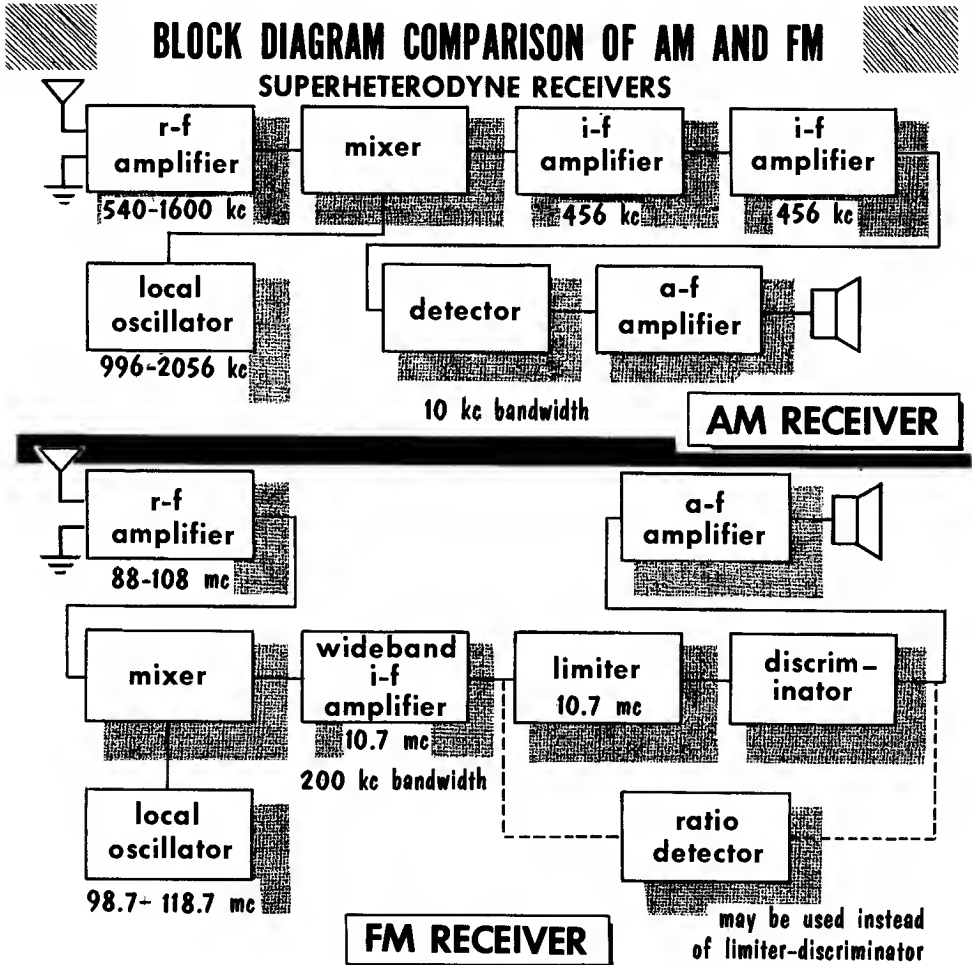 BLOCK DIAGRAM COMPARISON OF AM AND FM
SUPERHETERODYNE RECEIVERS
r-f
amplifier
540-1600 kc
mixer
i-f
amplifier
456 kc
i-f
amplifier
456 kc
local
oscillator
996-2056 kc
detector
a-f
amplifier
10 kc bandwidth
AM RECEIVER
r-f
amplifier
88-108 mc
a-f
amplifier
mixer
wideband
i-f
amplifier
10.7 mc
200 kc bandwidth
limiter
10.7 mc
discrim-
inator
local
oscillator
98.7- 118.7 mc
ratio
detector
may be used instead
of limiter-discriminator
FM RECEIVER